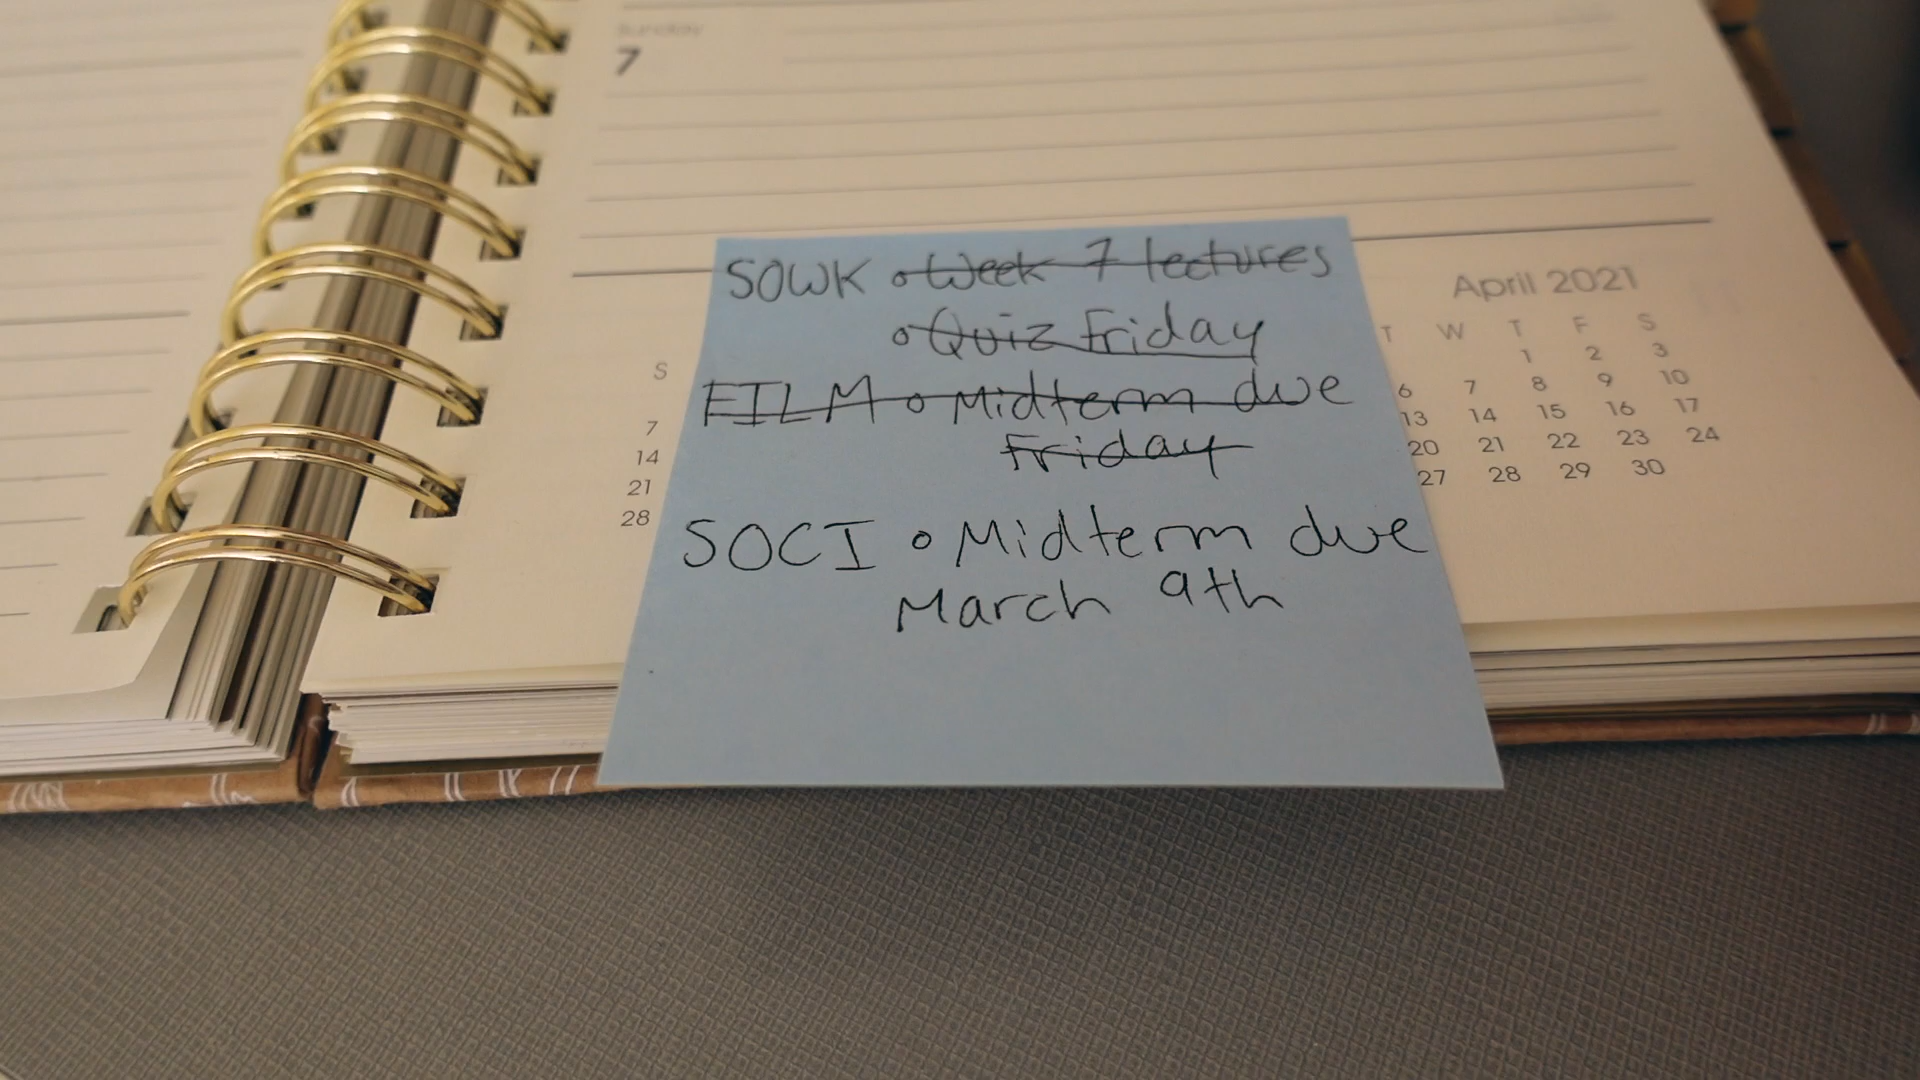 Sunday
7
SOWK • Week 7 lectures
• Quiz Friday
FILM • Midterm due
Friday
SOCI • Midterm due
March 9th
S
7
14
21
28
April 2021
T W T F S
1 2 3
6 7 8 9 10
13 14 15 16 17
20 21 22 23 24
27 28 29 30